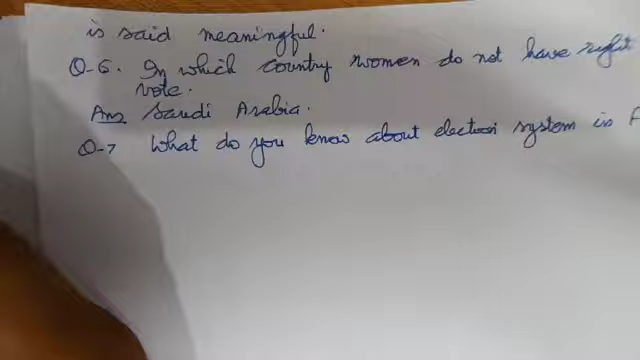 is said meaningful.
Q-6. In which country women do not have right
vote.
Ans Saudi Arabia.
Q-7 What do you know about election system in